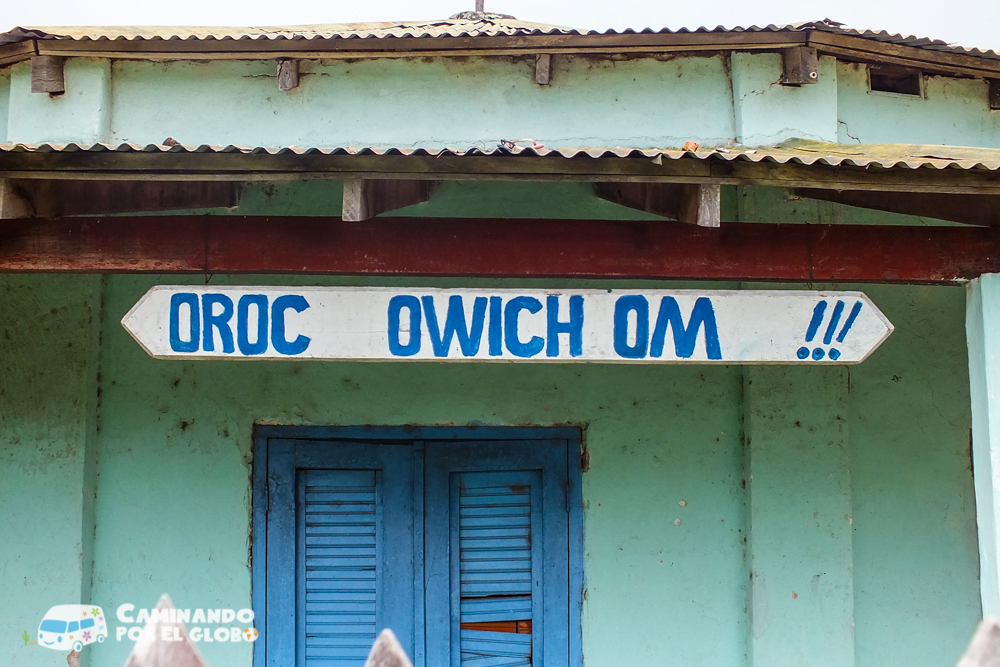 OROC OWICH OM !!!
CAMINANDO
POR EL GLOBO